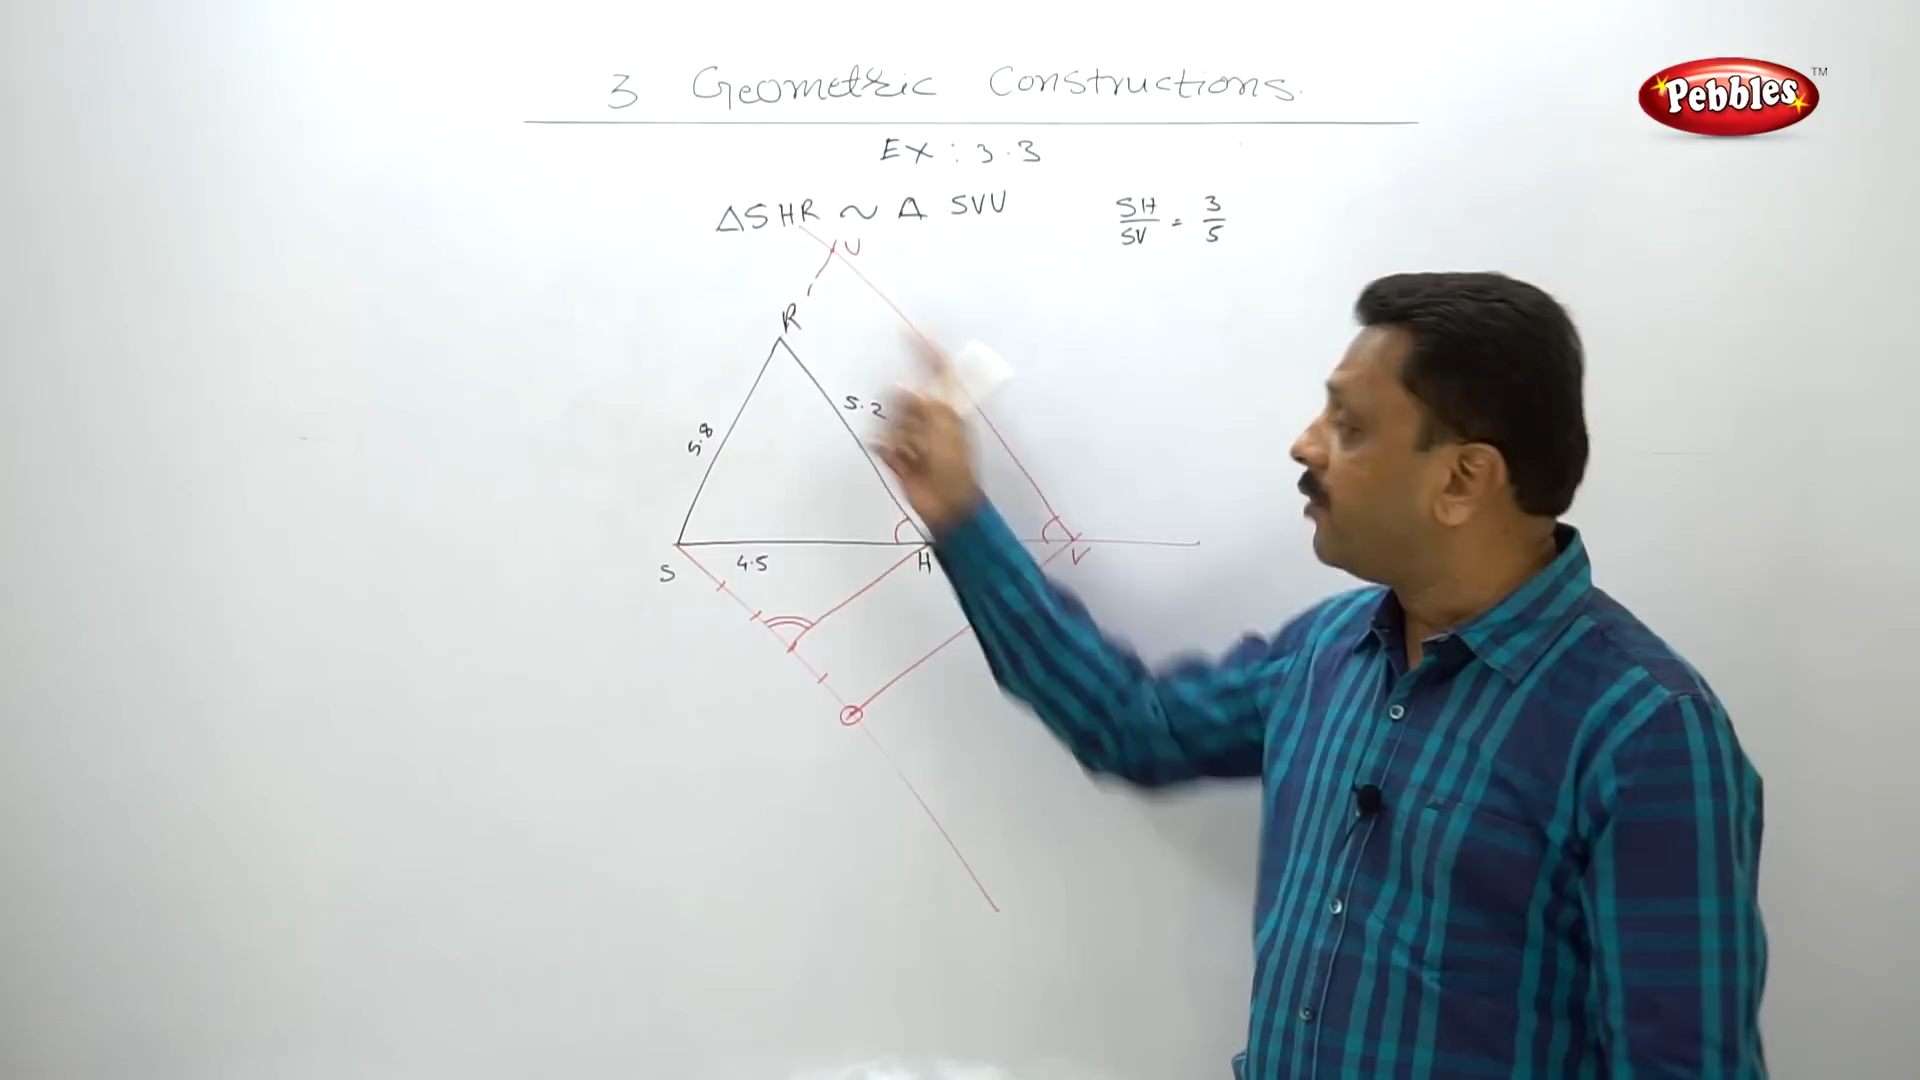 3 Geometric Constructions.
Ex : 3.3
△SHR ~ △ SVU
SH/SV = 3/5
U
R
5.2
5.8
S
4.5
H
V
Pebbles TM